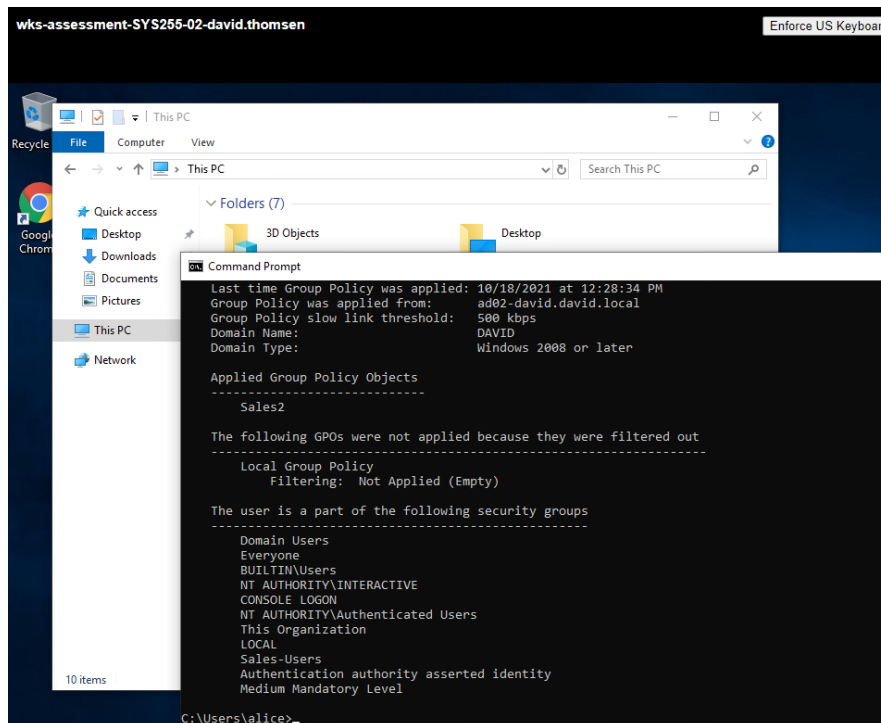 wks-assessment-SYS255-02-david.thomsen
Enforce US Keyboar
This PC
Recycle
File Computer View
This PC
Search This PC
Quick access
Folders (7)
Desktop
3D Objects
Desktop
Googl
Chrom
Downloads
Documents
Pictures
This PC
Network
10 items
Command Prompt
Last time Group Policy was applied: 10/18/2021 at 12:28:34 PM
Group Policy was applied from: ad02-david.david.local
Group Policy slow link threshold: 500 kbps
Domain Name: DAVID
Domain Type: Windows 2008 or later
Applied Group Policy Objects
-----------------------------
Sales2
The following GPOs were not applied because they were filtered out
-------------------------------------------------------------------
Local Group Policy
Filtering: Not Applied (Empty)
The user is a part of the following security groups
---------------------------------------------------
Domain Users
Everyone
BUILTIN\Users
NT AUTHORITY\INTERACTIVE
CONSOLE LOGON
NT AUTHORITY\Authenticated Users
This Organization
LOCAL
Sales-Users
Authentication authority asserted identity
Medium Mandatory Level
C:\Users\alice>_